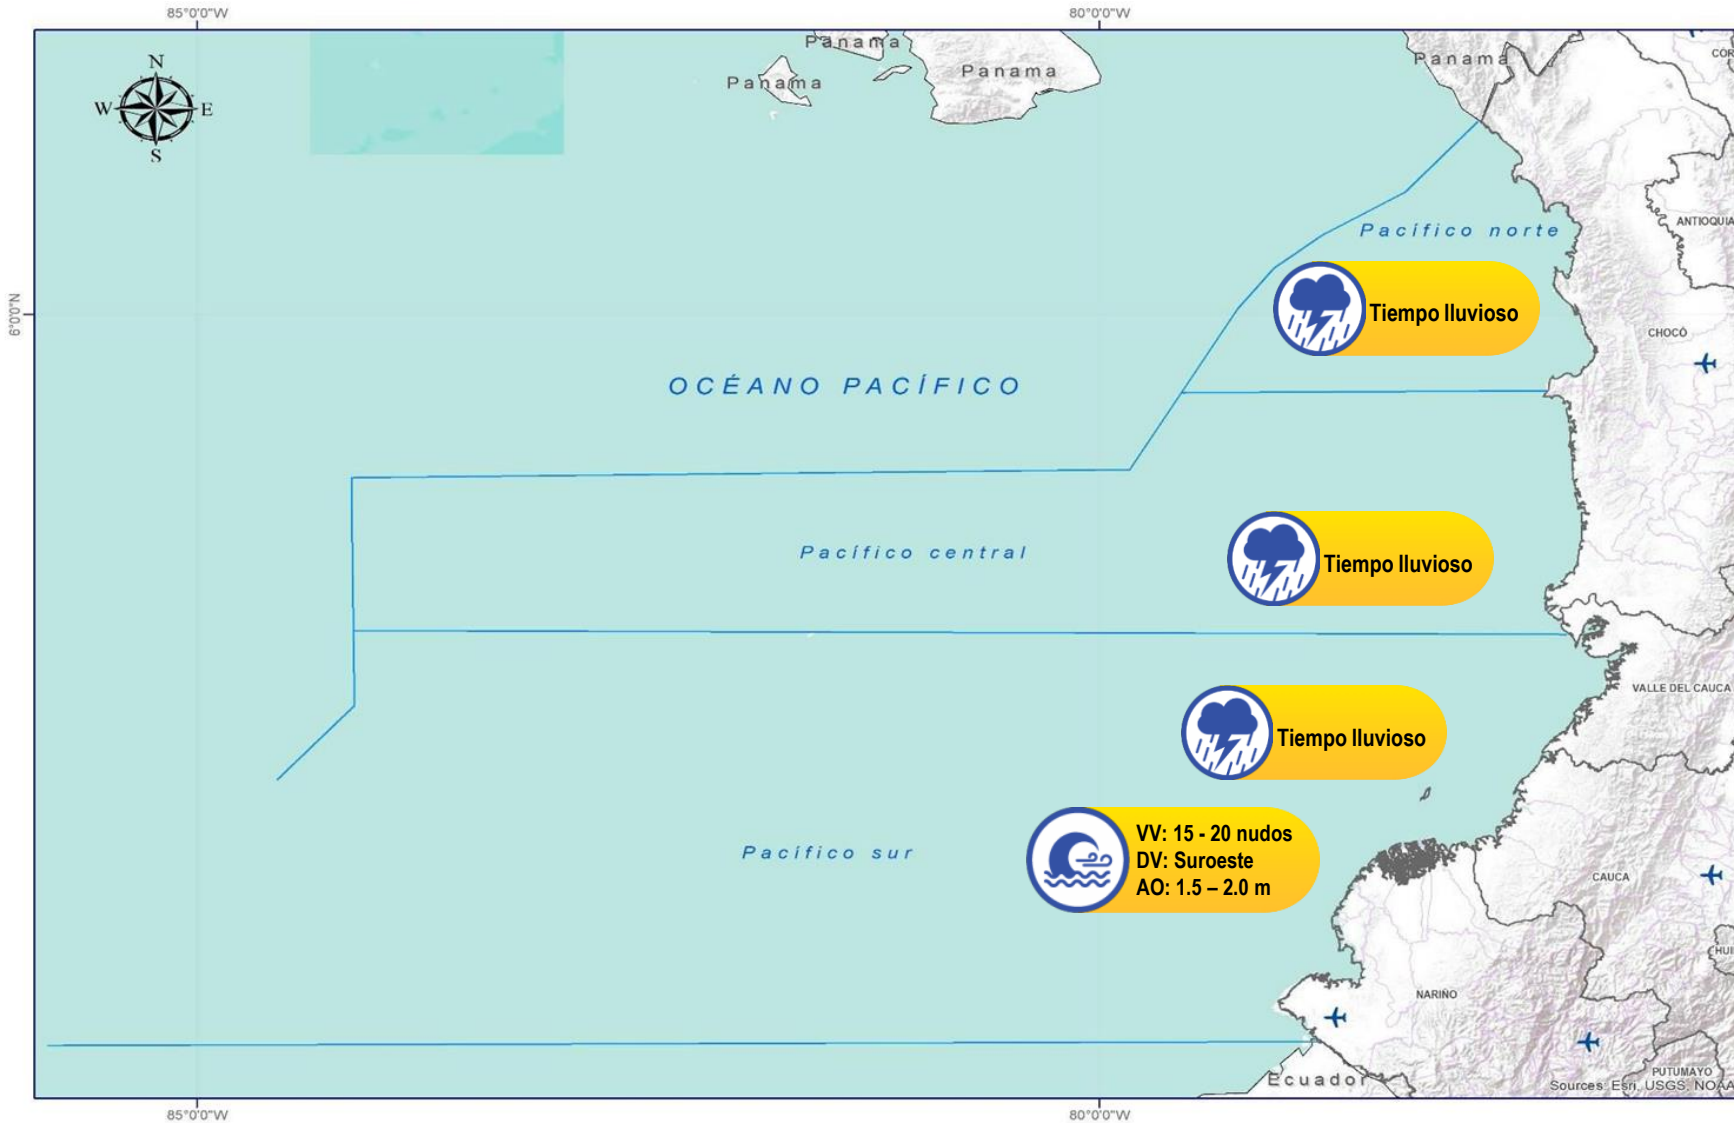 85°0'0"W
80°0'0"W
N
W
E
S
Panama
Panama
Panama
Panama
ANTIOQUIA
Pacífico norte
6°0'0"N
Tiempo lluvioso
CHOCÓ
OCÉANO PACÍFICO
Pacífico central
Tiempo lluvioso
VALLE DEL CAUCA
Tiempo lluvioso
VV: 15 - 20 nudos
DV: Suroeste
AO: 1.5 – 2.0 m
Pacífico sur
CAUCA
HUI
NARIÑO
PUTUMAYO
Ecuador
Sources: Esri, USGS, NOAA
85°0'0"W
80°0'0"W